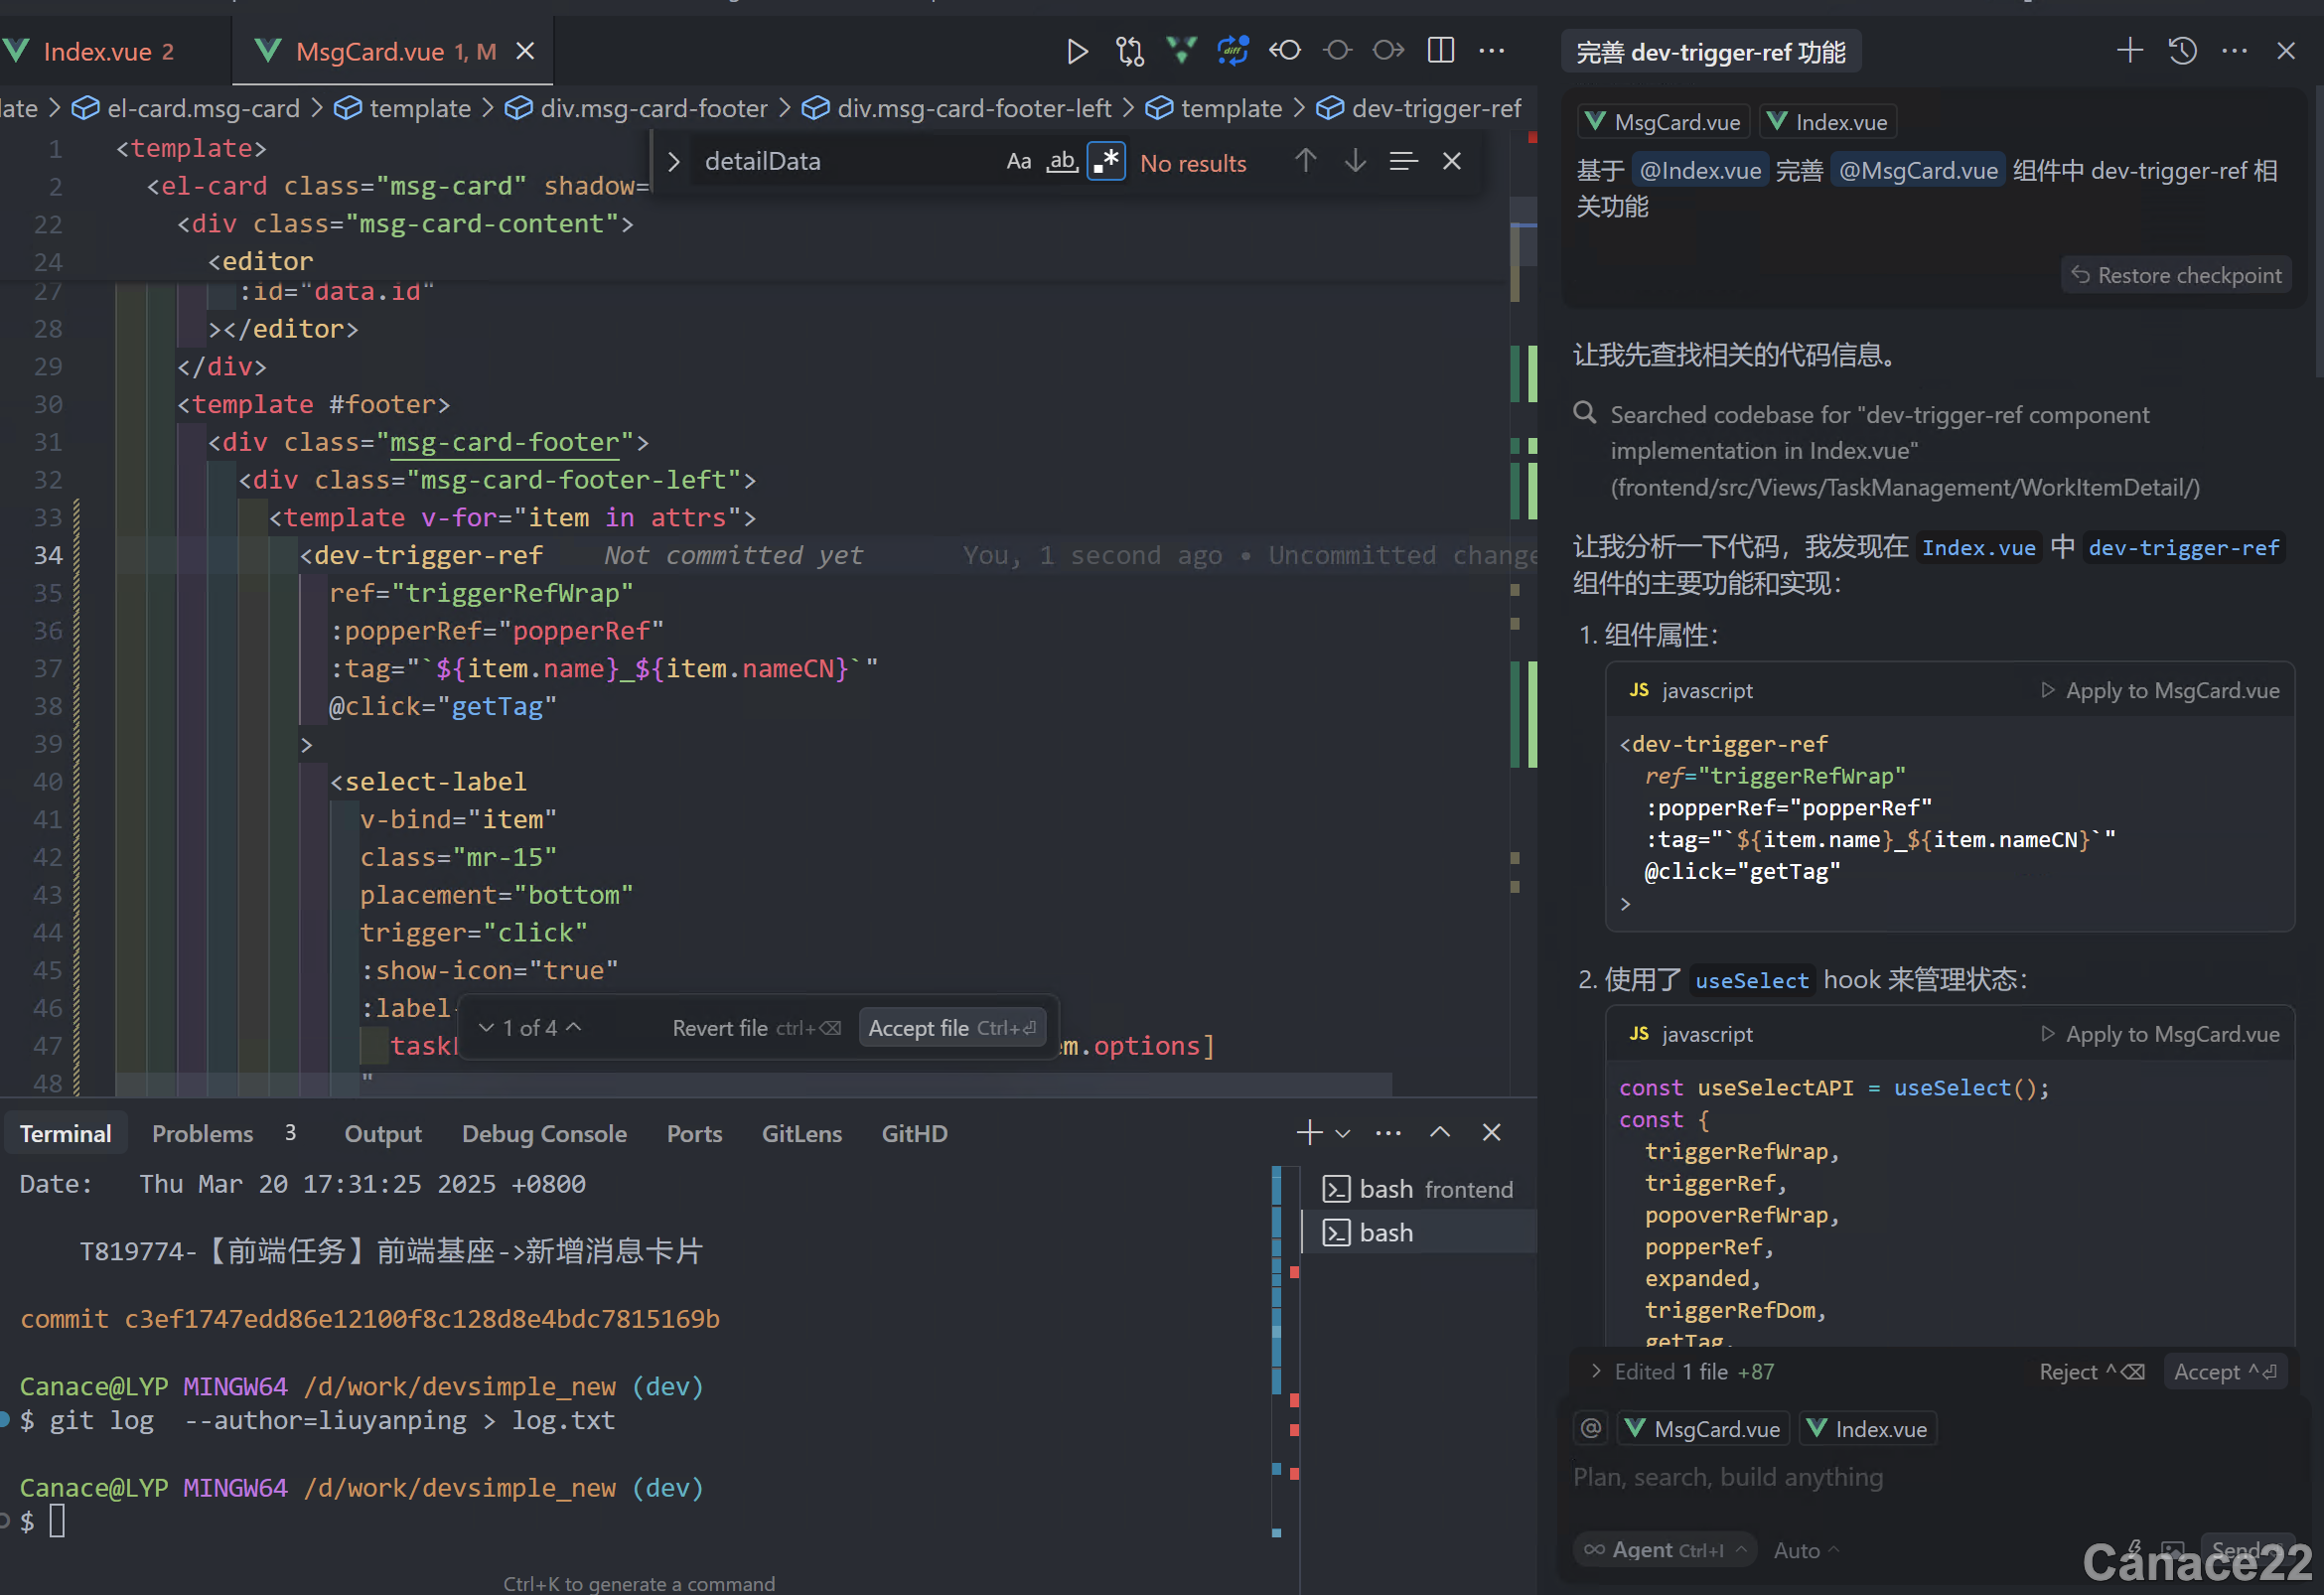 Index.vue 2
MsgCard.vue 1, M
late > el-card.msg-card > template > div.msg-card-footer > div.msg-card-footer-left > template > dev-trigger-ref
detailData
Aa ab .* No results
1 <template>
2 <el-card class="msg-card" shadow=
22 <div class="msg-card-content">
24 <editor
27 :id="data.id"
28 ></editor>
29 </div>
30 <template #footer>
31 <div class="msg-card-footer">
32 <div class="msg-card-footer-left">
33 <template v-for="item in attrs">
34 <dev-trigger-ref Not committed yet You, 1 second ago • Uncommitted change
35 ref="triggerRefWrap"
36 :popperRef="popperRef"
37 :tag="`${item.name}_${item.nameCN}`"
38 @click="getTag"
39 >
40 <select-label
41 v-bind="item"
42 class="mr-15"
43 placement="bottom"
44 trigger="click"
45 :show-icon="true"
46 :label-
1 of 4 Revert file ctrl+⌫ Accept file Ctrl+⏎
47 task em.options]
48 "
Terminal Problems 3 Output Debug Console Ports GitLens GitHD
Date: Thu Mar 20 17:31:25 2025 +0800
T819774-【前端任务】前端基座->新增消息卡片
commit c3ef1747edd86e12100f8c128d8e4bdc7815169b
Canace@LYP MINGW64 /d/work/devsimple_new (dev)
$ git log --author=liuyanping > log.txt
Canace@LYP MINGW64 /d/work/devsimple_new (dev)
$
Ctrl+K to generate a command
bash frontend
bash
完善 dev-trigger-ref 功能
MsgCard.vue Index.vue
基于 @Index.vue 完善 @MsgCard.vue 组件中 dev-trigger-ref 相
关功能
Restore checkpoint
让我先查找相关的代码信息。
Searched codebase for "dev-trigger-ref component
implementation in Index.vue"
(frontend/src/Views/TaskManagement/WorkItemDetail/)
让我分析一下代码，我发现在 Index.vue 中 dev-trigger-ref
组件的主要功能和实现：
1. 组件属性：
JS javascript Apply to MsgCard.vue
<dev-trigger-ref
ref="triggerRefWrap"
:popperRef="popperRef"
:tag="`${item.name}_${item.nameCN}`"
@click="getTag"
>
2. 使用了 useSelect hook 来管理状态：
JS javascript Apply to MsgCard.vue
const useSelectAPI = useSelect();
const {
triggerRefWrap,
triggerRef,
popoverRefWrap,
popperRef,
expanded,
triggerRefDom,
getTag,
Edited 1 file +87 Reject ^⌫ Accept ^⏎
@ MsgCard.vue Index.vue
Plan, search, build anything
∞ Agent Ctrl+I Auto Send
Canace22